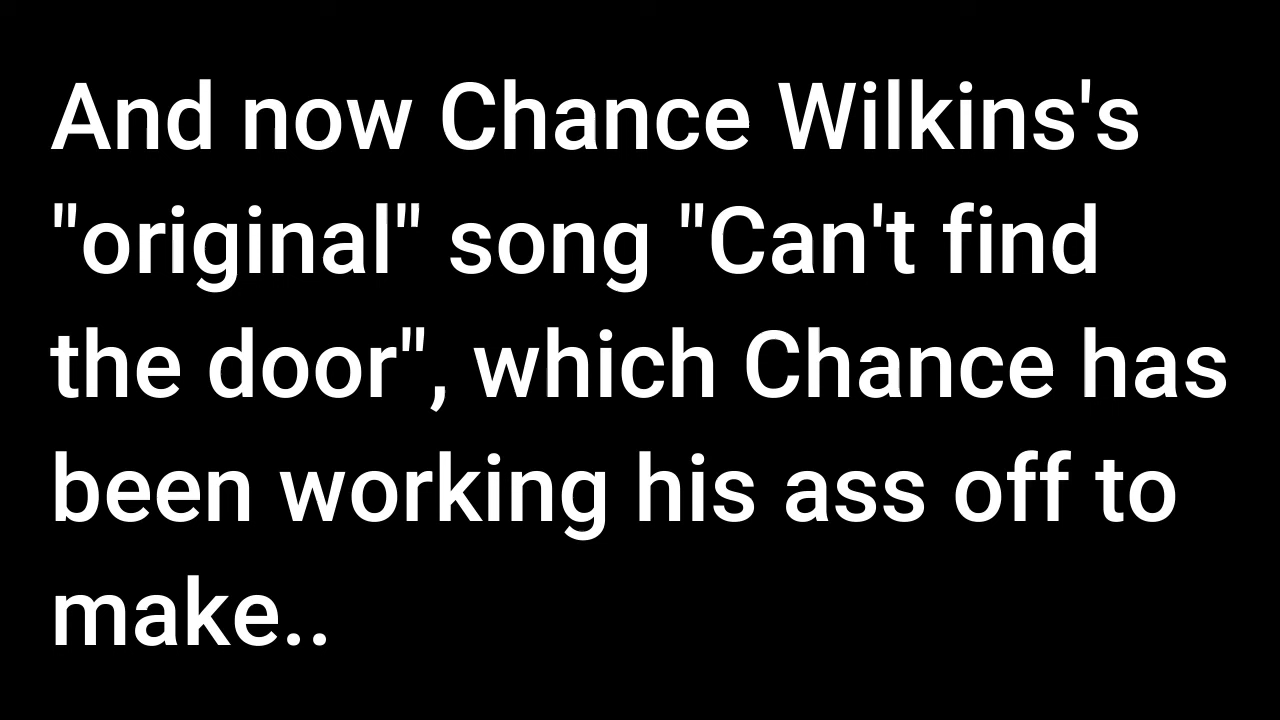 And now Chance Wilkins's
"original" song "Can't find
the door", which Chance has
been working his ass off to
make..